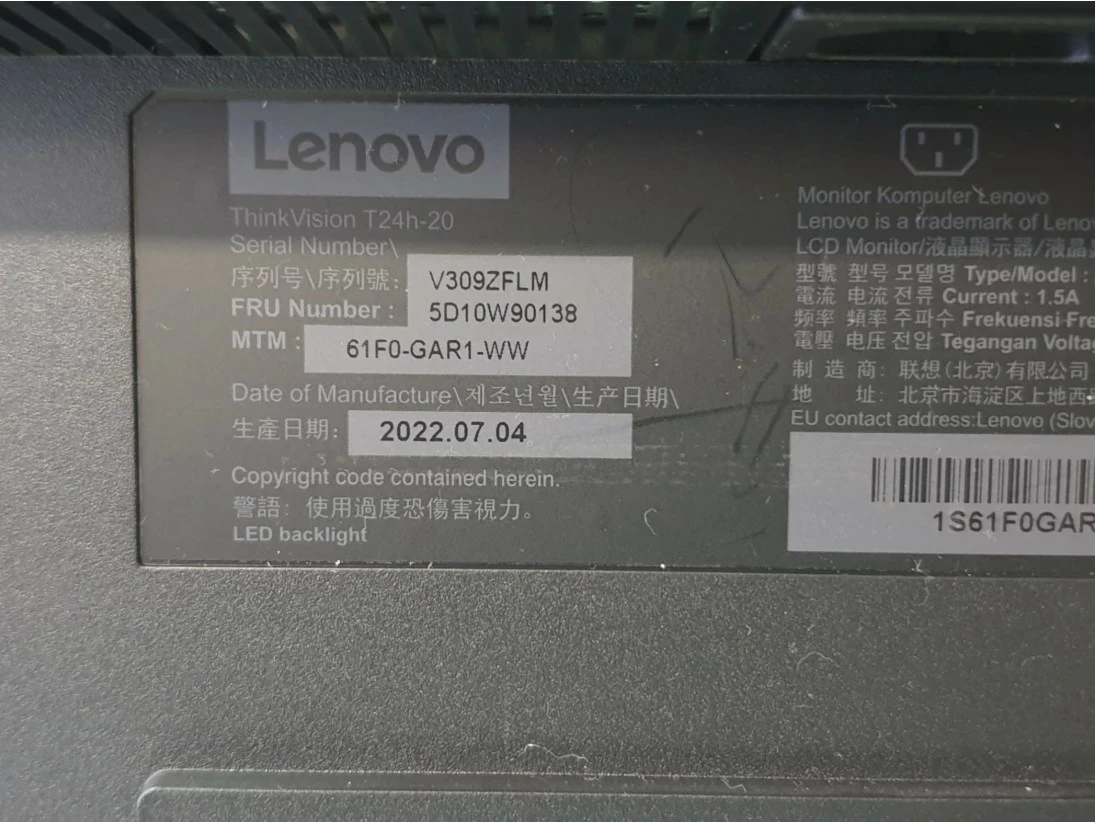 Lenovo
ThinkVision T24h-20
Serial Number\
序列号\序列號: V309ZFLM
FRU Number : 5D10W90138
MTM : 61F0-GAR1-WW
Date of Manufacture\제조년월\生产日期\
生產日期: 2022.07.04
Copyright code contained herein.
警語: 使用過度恐傷害視力。
LED backlight
Monitor Komputer Lenovo
Lenovo is a trademark of Lenov
LCD Monitor/液晶顯示器/液晶
型號 型号 모델명 Type/Model :
電流 电流 전류 Current : 1.5A
频率 頻率 주파수 Frekuensi Fre
電壓 电压 전압 Tegangan Volta
制 造 商: 联想(北京)有限公司
地 址: 北京市海淀区上地西
EU contact address:Lenovo (Slov
1S61F0GAR